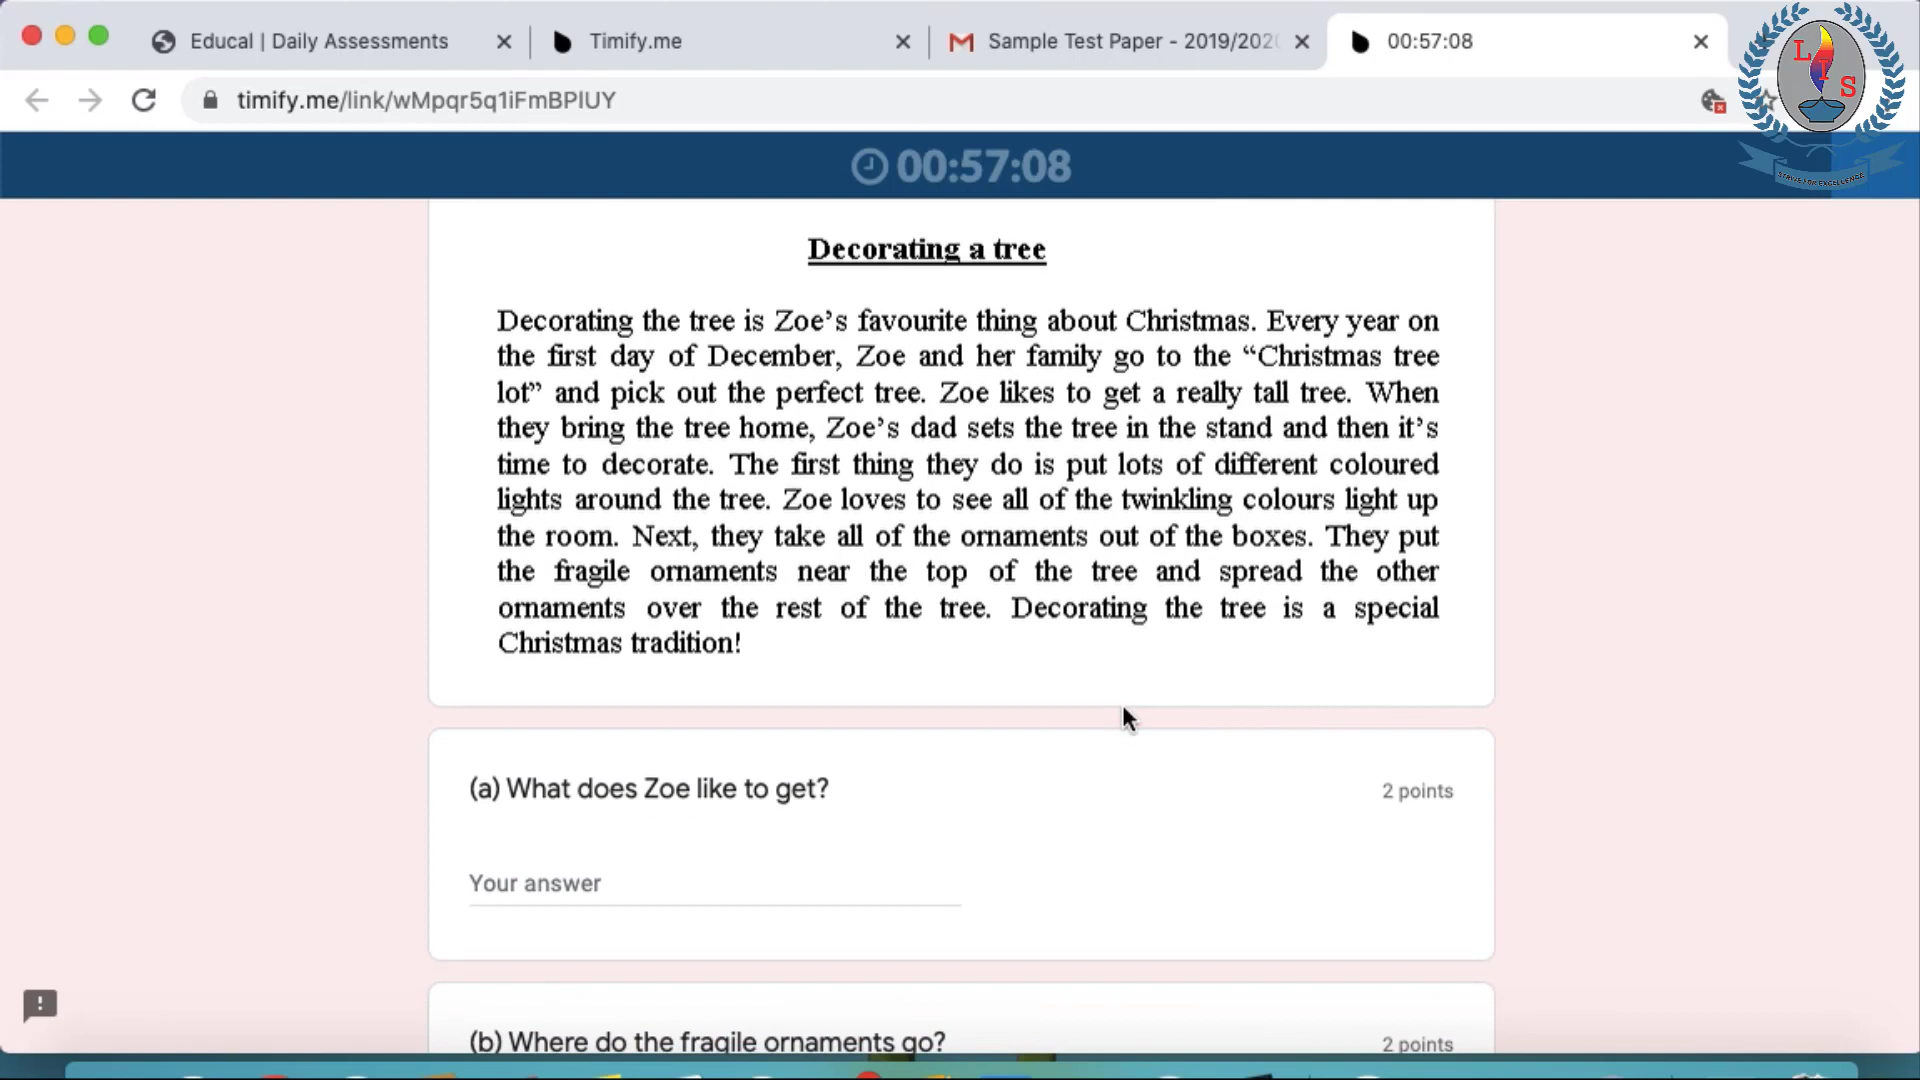 Educal | Daily Assessments
Timify.me
Sample Test Paper - 2019/202
00:57:08
timify.me/link/wMpqr5q1iFmBPlUY
00:57:08
L I S
STRIVE FOR EXCELLENCE
Decorating a tree
Decorating the tree is Zoe’s favourite thing about Christmas. Every year on
the first day of December, Zoe and her family go to the “Christmas tree
lot” and pick out the perfect tree. Zoe likes to get a really tall tree. When
they bring the tree home, Zoe’s dad sets the tree in the stand and then it’s
time to decorate. The first thing they do is put lots of different coloured
lights around the tree. Zoe loves to see all of the twinkling colours light up
the room. Next, they take all of the ornaments out of the boxes. They put
the fragile ornaments near the top of the tree and spread the other
ornaments over the rest of the tree. Decorating the tree is a special
Christmas tradition!
(a) What does Zoe like to get?
2 points
Your answer
(b) Where do the fragile ornaments go?
2 points